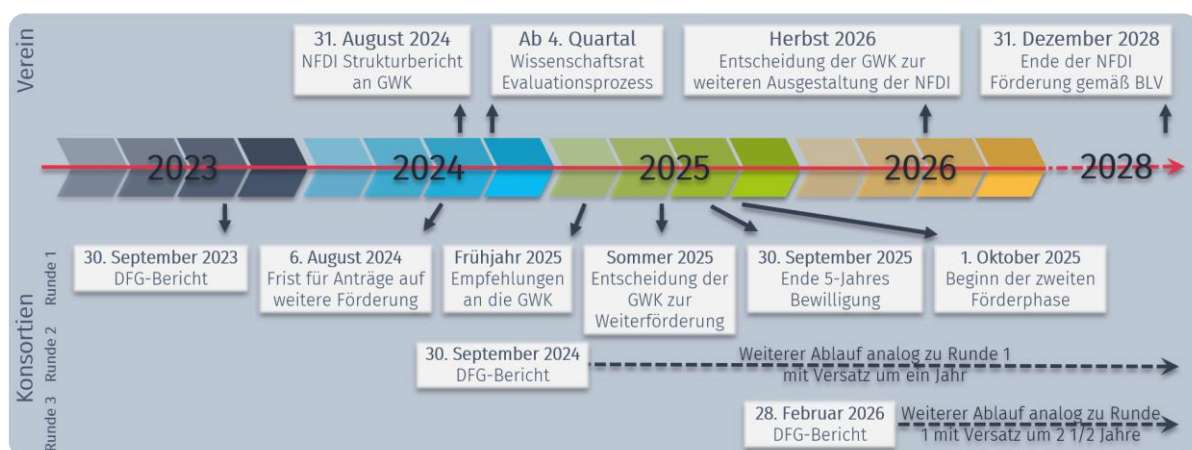 Verein
31. August 2024
NFDI Strukturbericht
an GWK
Ab 4. Quartal
Wissenschaftsrat
Evaluationsprozess
Herbst 2026
Entscheidung der GWK zur
weiteren Ausgestaltung der NFDI
31. Dezember 2028
Ende der NFDI
Förderung gemäß BLV
2023
2024
2025
2026
2028
Konsortien
Runde 1
30. September 2023
DFG-Bericht
6. August 2024
Frist für Anträge auf
weitere Förderung
Frühjahr 2025
Empfehlungen
an die GWK
Sommer 2025
Entscheidung der
GWK zur
Weiterförderung
30. September 2025
Ende 5-Jahres
Bewilligung
1. Oktober 2025
Beginn der zweiten
Förderphase
Runde 2
30. September 2024
DFG-Bericht
Weiterer Ablauf analog zu Runde 1
mit Versatz um ein Jahr
Runde 3
28. Februar 2026
DFG-Bericht
Weiterer Ablauf analog zu Runde
1 mit Versatz um 2 1/2 Jahre